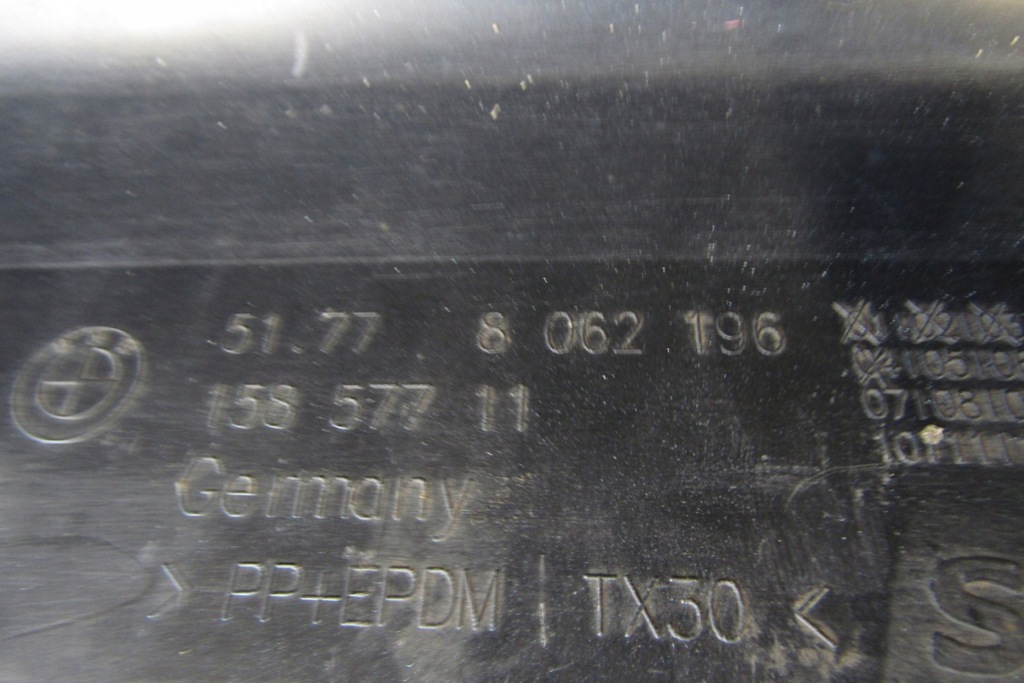 51.77 8 062 196
158 577 11
Germany
>PP+EPDM | TX30<
S